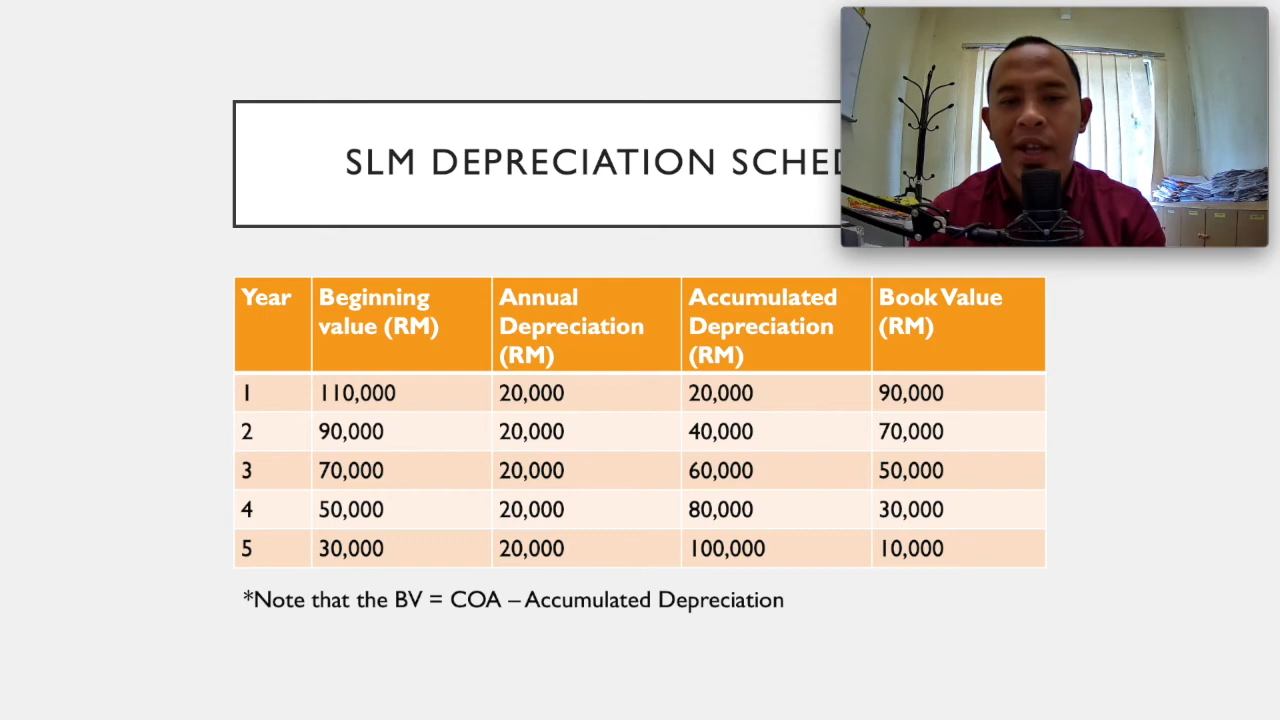 SLM DEPRECIATION
Year Beginning value (RM) Annual Depreciation (RM) Accumulated Depreciation (RM) Book Value (RM)
1 110,000 20,000 20,000 90,000
2 90,000 20,000 40,000 70,000
3 70,000 20,000 60,000 50,000
4 50,000 20,000 80,000 30,000
5 30,000 20,000 100,000 10,000
*Note that the BV = COA – Accumulated Depreciation